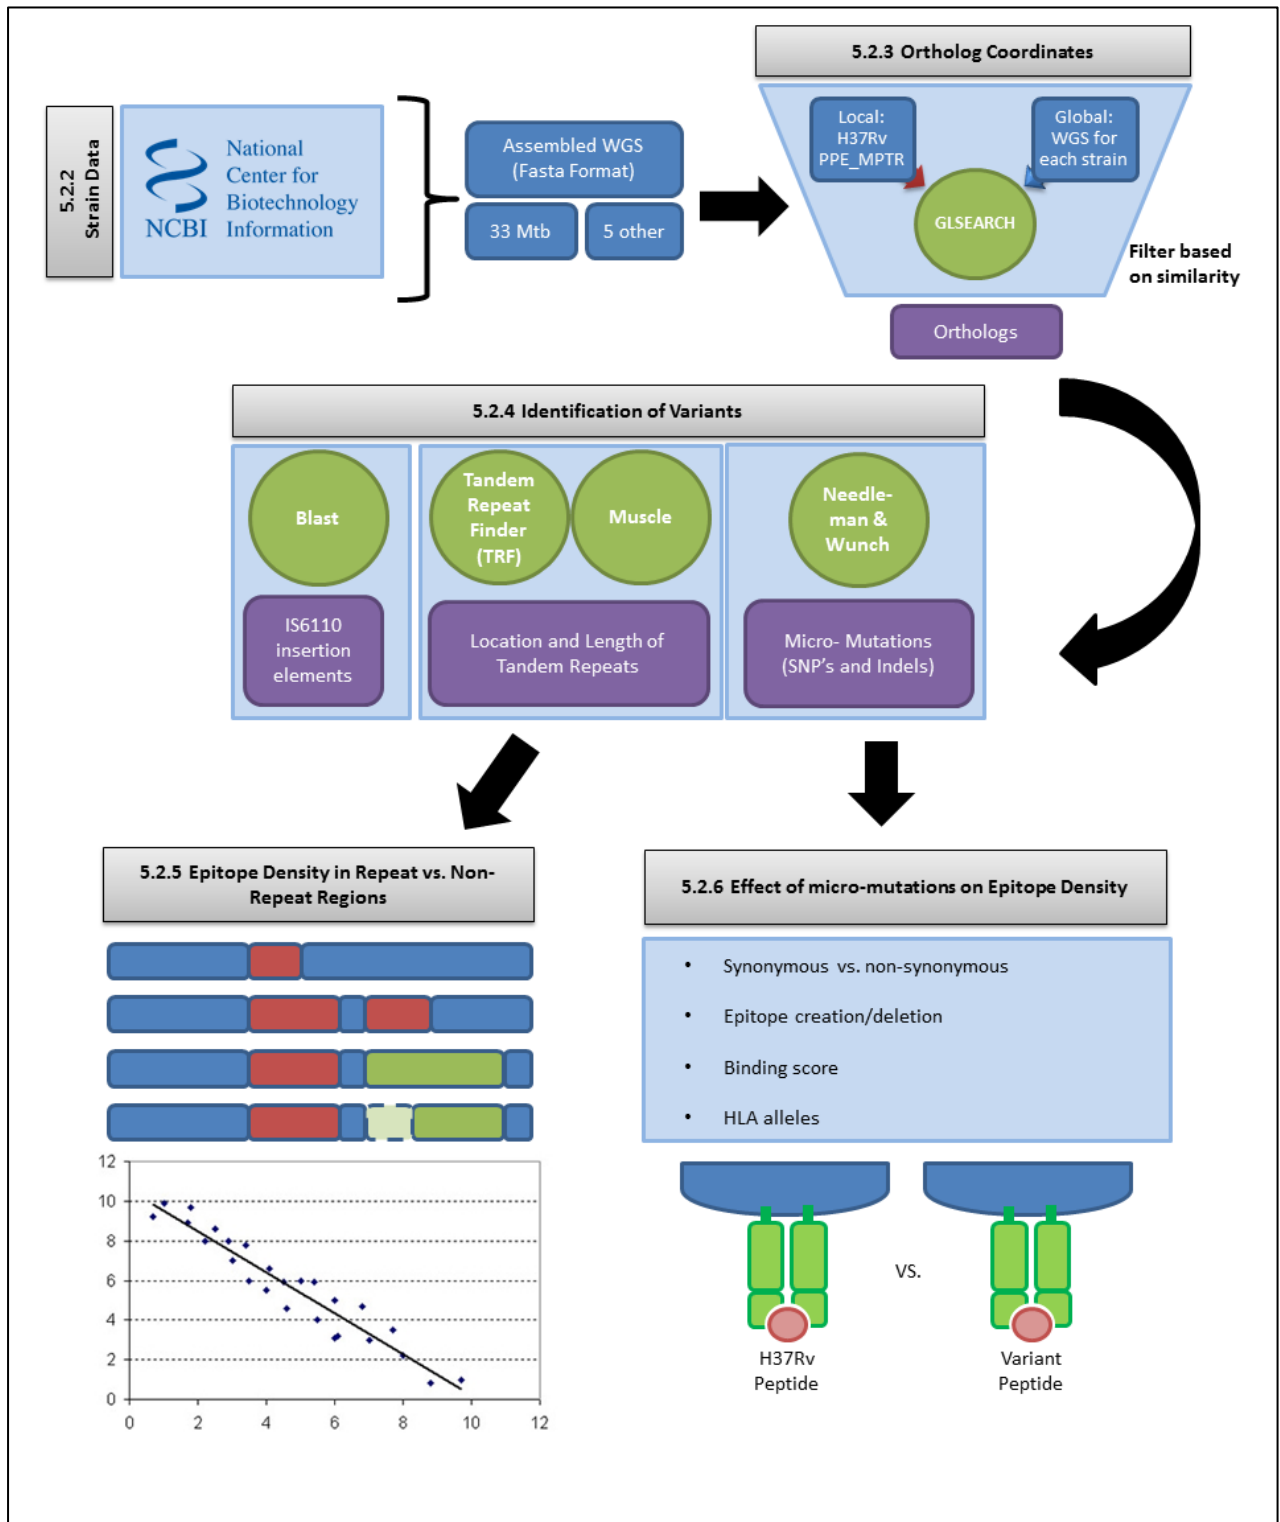 5.2.2
Strain Data
NCBI
National
Center for
Biotechnology
Information
Assembled WGS
(Fasta Format)
33 Mtb
5 other
5.2.3 Ortholog Coordinates
Local:
H37Rv
PPE_MPTR
Global:
WGS for
each strain
GLSEARCH
Filter based
on similarity
Orthologs
5.2.4 Identification of Variants
Blast
Tandem
Repeat
Finder
(TRF)
Muscle
Needle-
man &
Wunch
IS6110
insertion
elements
Location and Length of
Tandem Repeats
Micro- Mutations
(SNP's and Indels)
5.2.5 Epitope Density in Repeat vs. Non-
Repeat Regions
12
10
8
6
4
2
0
0 2 4 6 8 10 12
5.2.6 Effect of micro-mutations on Epitope Density
• Synonymous vs. non-synonymous
• Epitope creation/deletion
• Binding score
• HLA alleles
VS.
H37Rv
Peptide
Variant
Peptide